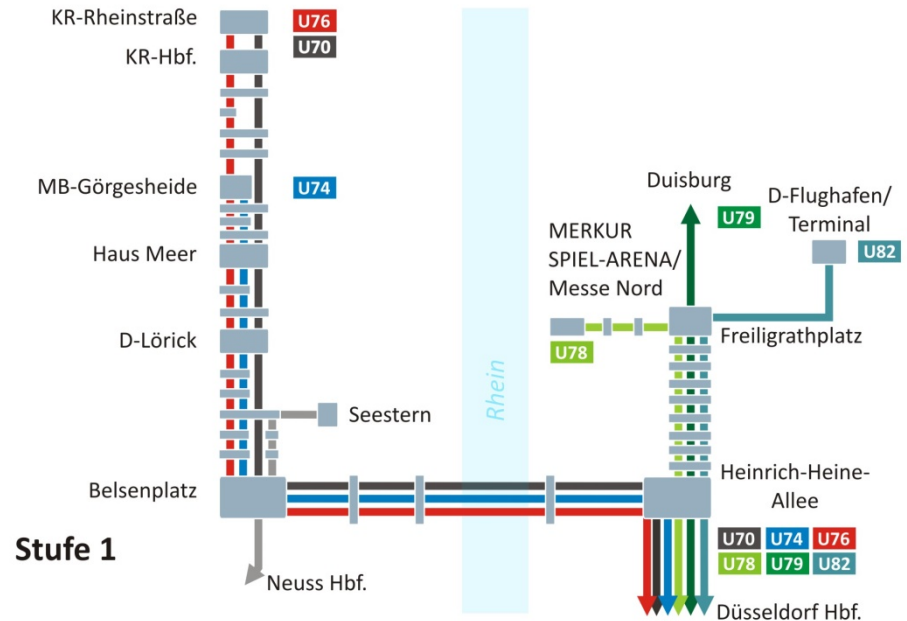 KR-Rheinstraße
U76
U70
KR-Hbf.
MB-Görgesheide
U74
Haus Meer
D-Lörick
Seestern
Belsenplatz
Stufe 1
Neuss Hbf.
Rhein
Duisburg
U79
D-Flughafen/
Terminal
U82
MERKUR
SPIEL-ARENA/
Messe Nord
U78
Freiligrathplatz
Heinrich-Heine-
Allee
U70 U74 U76
U78 U79 U82
Düsseldorf Hbf.